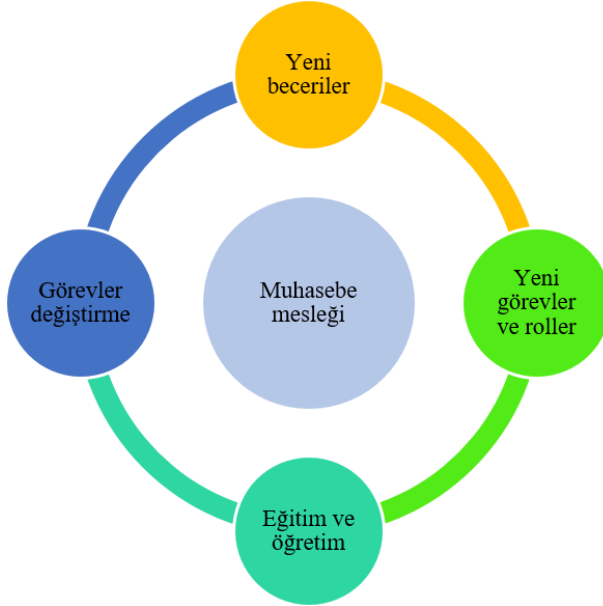 Yeni
beceriler
Görevler
değiştirme
Muhasebe
mesleği
Yeni
görevler
ve roller
Eğitim ve
öğretim